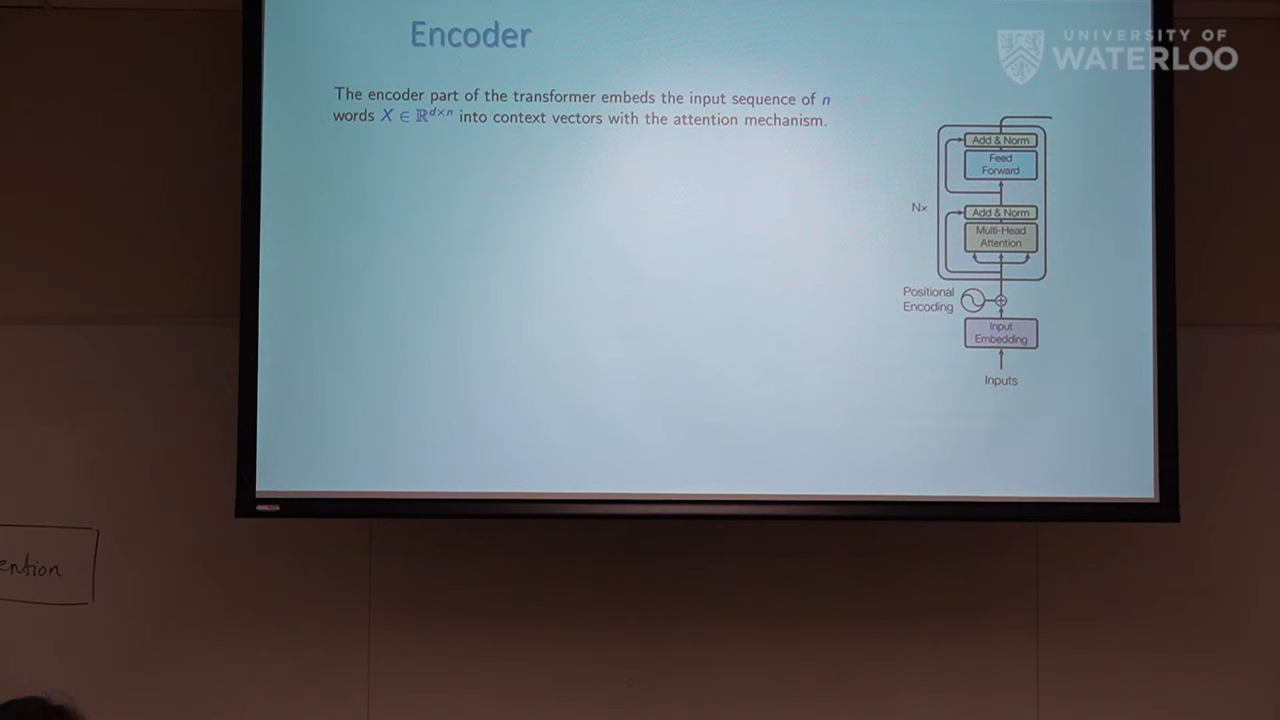 Encoder
UNIVERSITY OF
WATERLOO
The encoder part of the transformer embeds the input sequence of n
words X ∈ ℝᵈˣⁿ into context vectors with the attention mechanism.
Add & Norm
Feed
Forward
Nx
Add & Norm
Multi-Head
Attention
Positional
Encoding
Input
Embedding
Inputs
ention